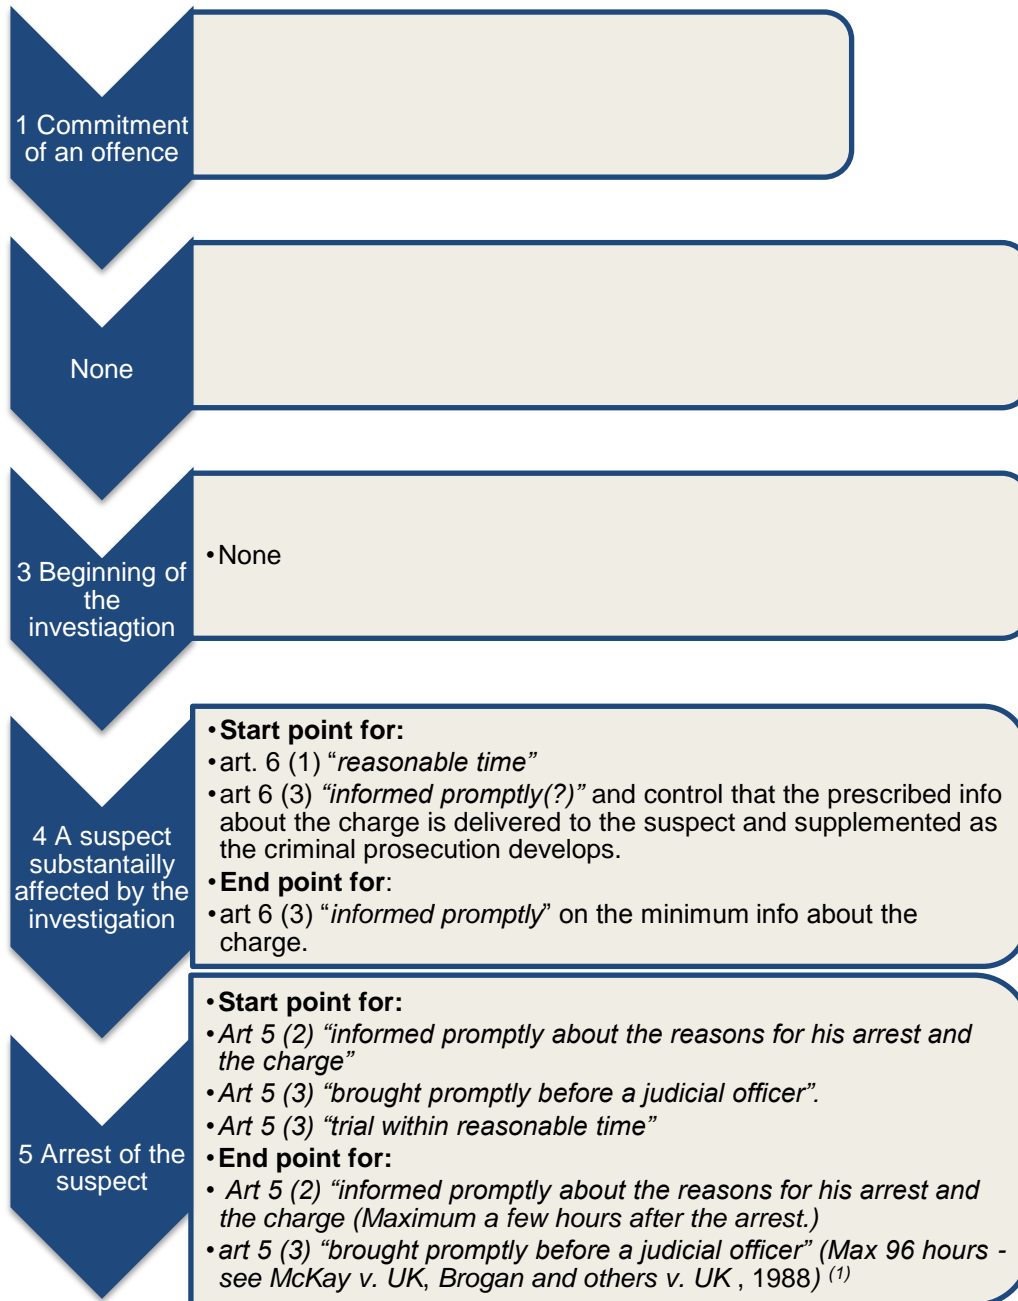 1 Commitment
of an offence
None
3 Beginning of
the
investiagtion
• None
4 A suspect
substantailly
affected by the
investigation
• Start point for:
• art. 6 (1) “reasonable time”
• art 6 (3) “informed promptly(?)” and control that the prescribed info
about the charge is delivered to the suspect and supplemented as
the criminal prosecution develops.
• End point for:
• art 6 (3) “informed promptly” on the minimum info about the
charge.
5 Arrest of the
suspect
• Start point for:
• Art 5 (2) “informed promptly about the reasons for his arrest and
the charge”
• Art 5 (3) “brought promptly before a judicial officer”.
• Art 5 (3) “trial within reasonable time”
• End point for:
• Art 5 (2) “informed promptly about the reasons for his arrest and
the charge (Maximum a few hours after the arrest.)
• art 5 (3) “brought promptly before a judicial officer” (Max 96 hours -
see McKay v. UK, Brogan and others v. UK , 1988) (1)